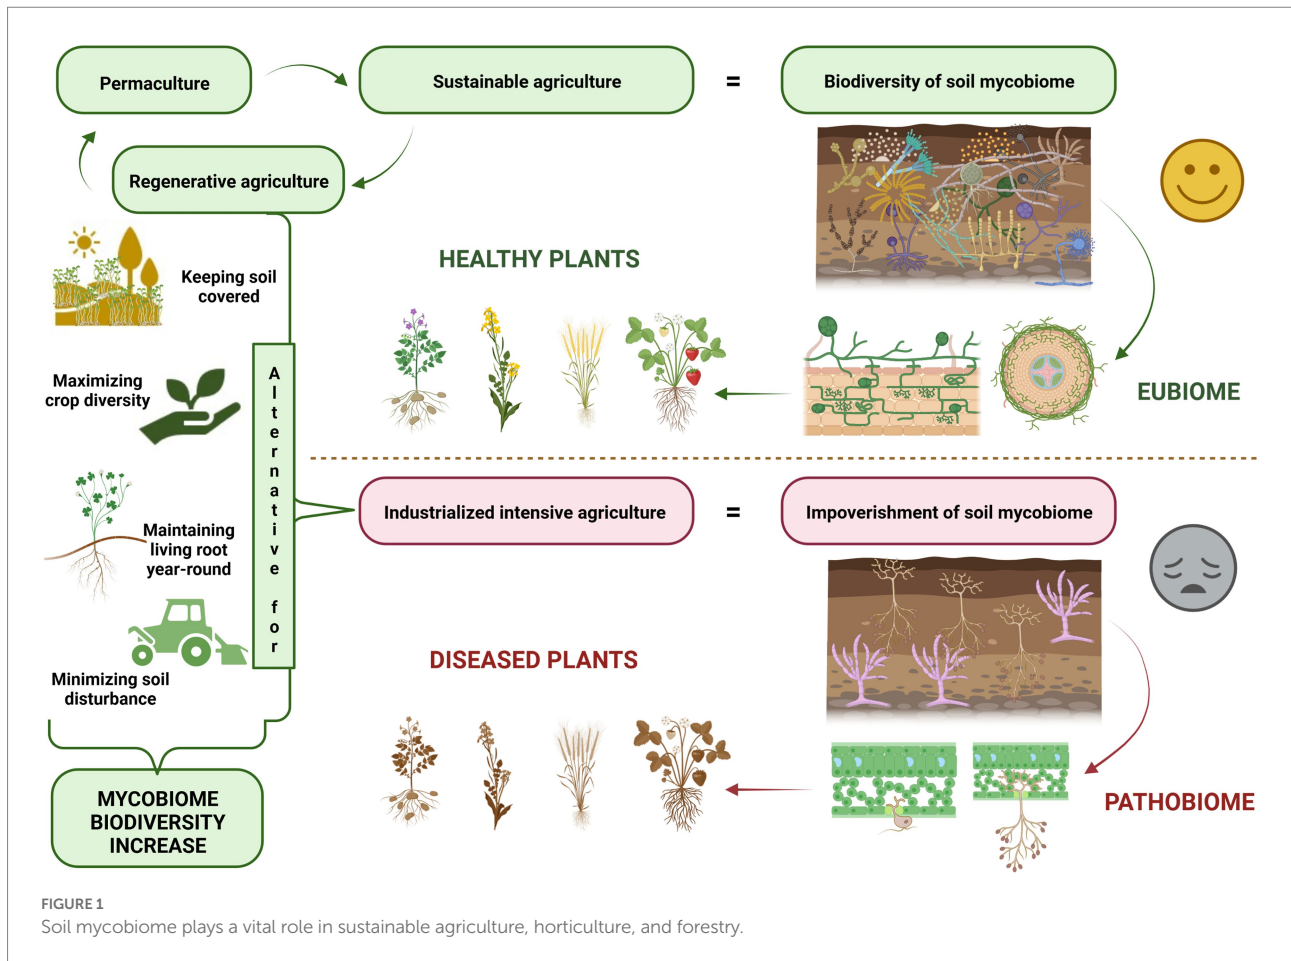 Permaculture
Sustainable agriculture
=
Biodiversity of soil mycobiome
Regenerative agriculture
Keeping soil
covered
HEALTHY PLANTS
Maximizing
crop diversity
EUBIOME
Alternative for
Maintaining
living root
year-round
Industrialized intensive agriculture
=
Impoverishment of soil mycobiome
Minimizing soil
disturbance
DISEASED PLANTS
PATHOBIOME
MYCOBIOME
BIODIVERSITY
INCREASE
FIGURE 1
Soil mycobiome plays a vital role in sustainable agriculture, horticulture, and forestry.